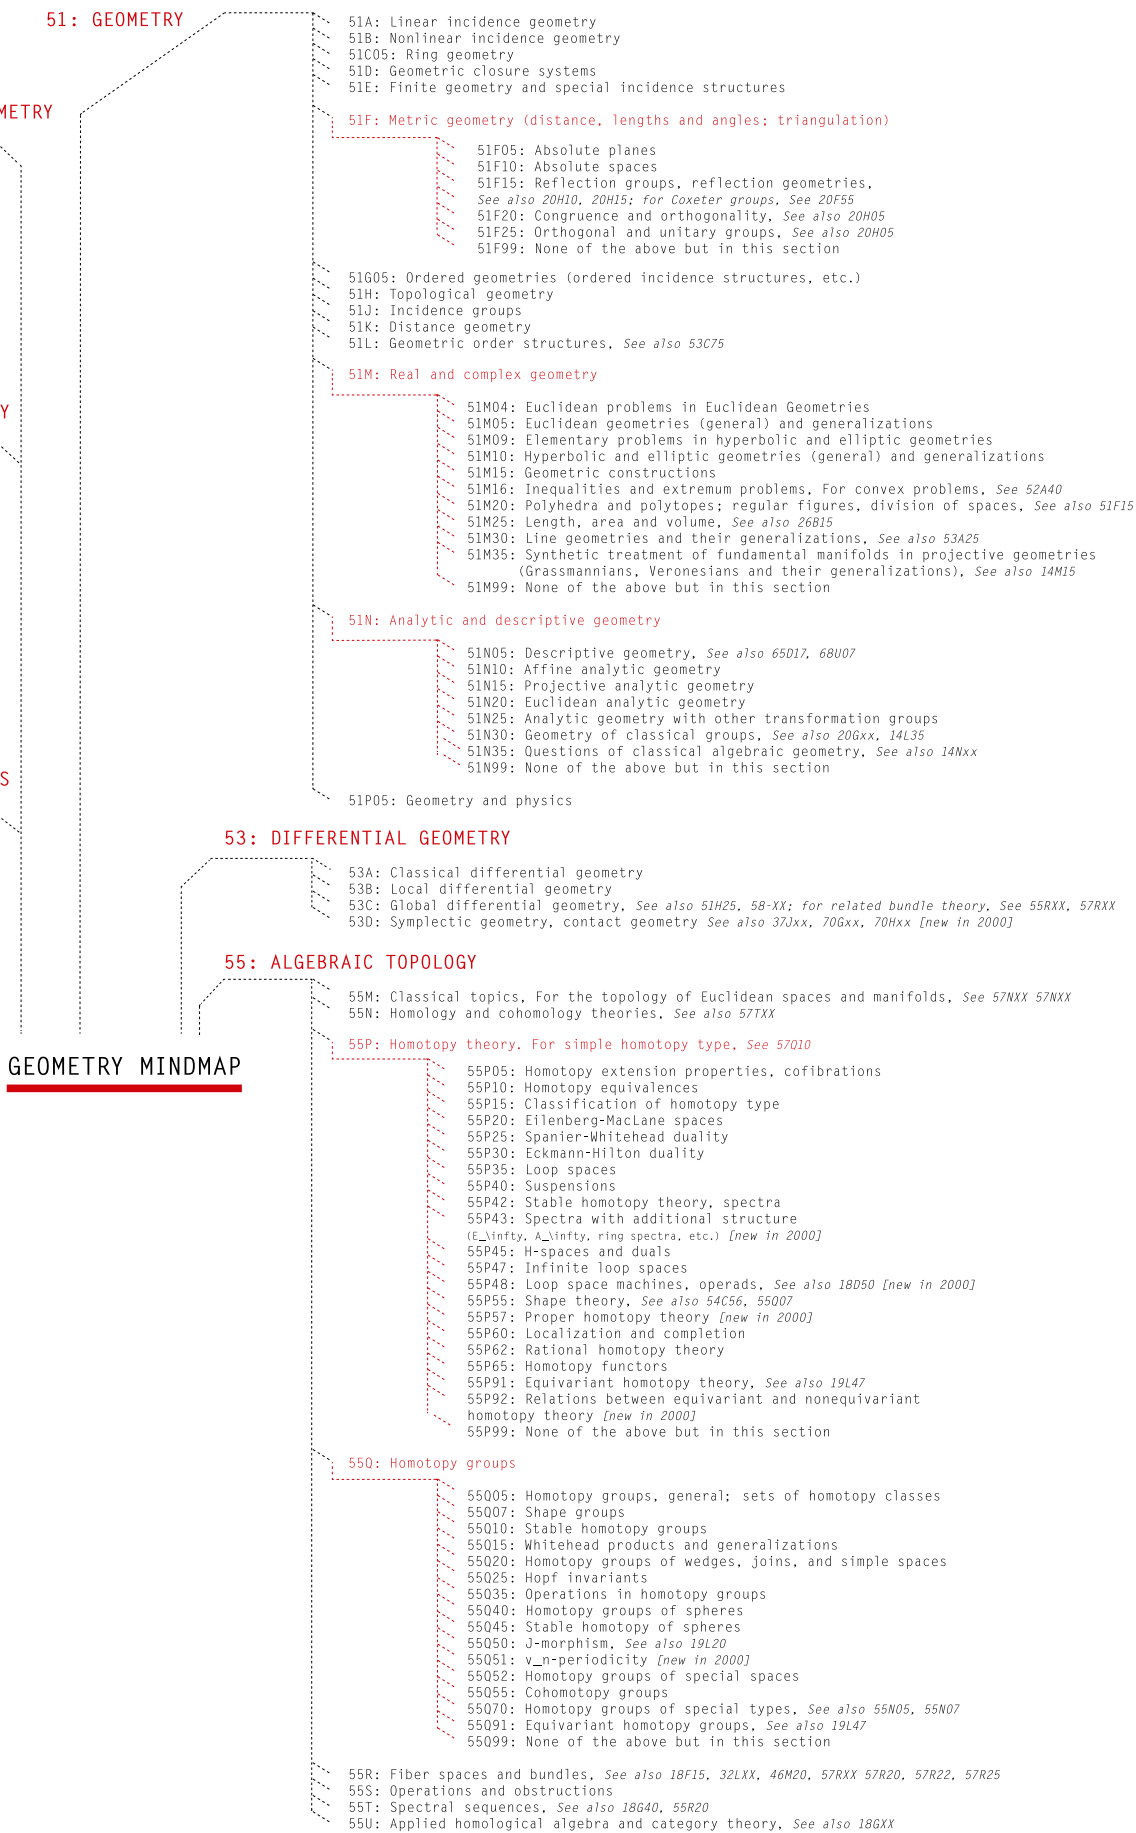 51: GEOMETRY
51A: Linear incidence geometry
51B: Nonlinear incidence geometry
51C05: Ring geometry
51D: Geometric closure systems
51E: Finite geometry and special incidence structures
METRY
51F: Metric geometry (distance, lengths and angles; triangulation)
51F05: Absolute planes
51F10: Absolute spaces
51F15: Reflection groups, reflection geometries,
See also 20H10, 20H15; for Coxeter groups, See 20F55
51F20: Congruence and orthogonality, See also 20H05
51F25: Orthogonal and unitary groups, See also 20H05
51F99: None of the above but in this section
51G05: Ordered geometries (ordered incidence structures, etc.)
51H: Topological geometry
51J: Incidence groups
51K: Distance geometry
51L: Geometric order structures, See also 53C75
51M: Real and complex geometry
Y
51M04: Euclidean problems in Euclidean Geometries
51M05: Euclidean geometries (general) and generalizations
51M09: Elementary problems in hyperbolic and elliptic geometries
51M10: Hyperbolic and elliptic geometries (general) and generalizations
51M15: Geometric constructions
51M16: Inequalities and extremum problems, For convex problems, See 52A40
51M20: Polyhedra and polytopes; regular figures, division of spaces, See also 51F15
51M25: Length, area and volume, See also 26B15
51M30: Line geometries and their generalizations, See also 53A25
51M35: Synthetic treatment of fundamental manifolds in projective geometries
(Grassmannians, Veronesians and their generalizations), See also 14M15
51M99: None of the above but in this section
51N: Analytic and descriptive geometry
51N05: Descriptive geometry, See also 65D17, 68U07
51N10: Affine analytic geometry
51N15: Projective analytic geometry
51N20: Euclidean analytic geometry
51N25: Analytic geometry with other transformation groups
51N30: Geometry of classical groups, See also 20Gxx, 14L35
51N35: Questions of classical algebraic geometry, See also 14Nxx
51N99: None of the above but in this section
S
51P05: Geometry and physics
53: DIFFERENTIAL GEOMETRY
53A: Classical differential geometry
53B: Local differential geometry
53C: Global differential geometry, See also 51H25, 58-XX; for related bundle theory, See 55RXX, 57RXX
53D: Symplectic geometry, contact geometry See also 37Jxx, 70Gxx, 70Hxx [new in 2000]
55: ALGEBRAIC TOPOLOGY
55M: Classical topics, For the topology of Euclidean spaces and manifolds, See 57NXX 57NXX
55N: Homology and cohomology theories, See also 57TXX
55P: Homotopy theory. For simple homotopy type, See 57Q10
GEOMETRY MINDMAP
55P05: Homotopy extension properties, cofibrations
55P10: Homotopy equivalences
55P15: Classification of homotopy type
55P20: Eilenberg-MacLane spaces
55P25: Spanier-Whitehead duality
55P30: Eckmann-Hilton duality
55P35: Loop spaces
55P40: Suspensions
55P42: Stable homotopy theory, spectra
55P43: Spectra with additional structure
(E_\infty, A_\infty, ring spectra, etc.) [new in 2000]
55P45: H-spaces and duals
55P47: Infinite loop spaces
55P48: Loop space machines, operads, See also 18D50 [new in 2000]
55P55: Shape theory, See also 54C56, 55Q07
55P57: Proper homotopy theory [new in 2000]
55P60: Localization and completion
55P62: Rational homotopy theory
55P65: Homotopy functors
55P91: Equivariant homotopy theory, See also 19L47
55P92: Relations between equivariant and nonequivariant
homotopy theory [new in 2000]
55P99: None of the above but in this section
55Q: Homotopy groups
55Q05: Homotopy groups, general; sets of homotopy classes
55Q07: Shape groups
55Q10: Stable homotopy groups
55Q15: Whitehead products and generalizations
55Q20: Homotopy groups of wedges, joins, and simple spaces
55Q25: Hopf invariants
55Q35: Operations in homotopy groups
55Q40: Homotopy groups of spheres
55Q45: Stable homotopy of spheres
55Q50: J-morphism, See also 19L20
55Q51: v_n-periodicity [new in 2000]
55Q52: Homotopy groups of special spaces
55Q55: Cohomotopy groups
55Q70: Homotopy groups of special types, See also 55N05, 55N07
55Q91: Equivariant homotopy groups, See also 19L47
55Q99: None of the above but in this section
55R: Fiber spaces and bundles, See also 18F15, 32LXX, 46M20, 57RXX 57R20, 57R22, 57R25
55S: Operations and obstructions
55T: Spectral sequences, See also 18G40, 55R20
55U: Applied homological algebra and category theory, See also 18GXX